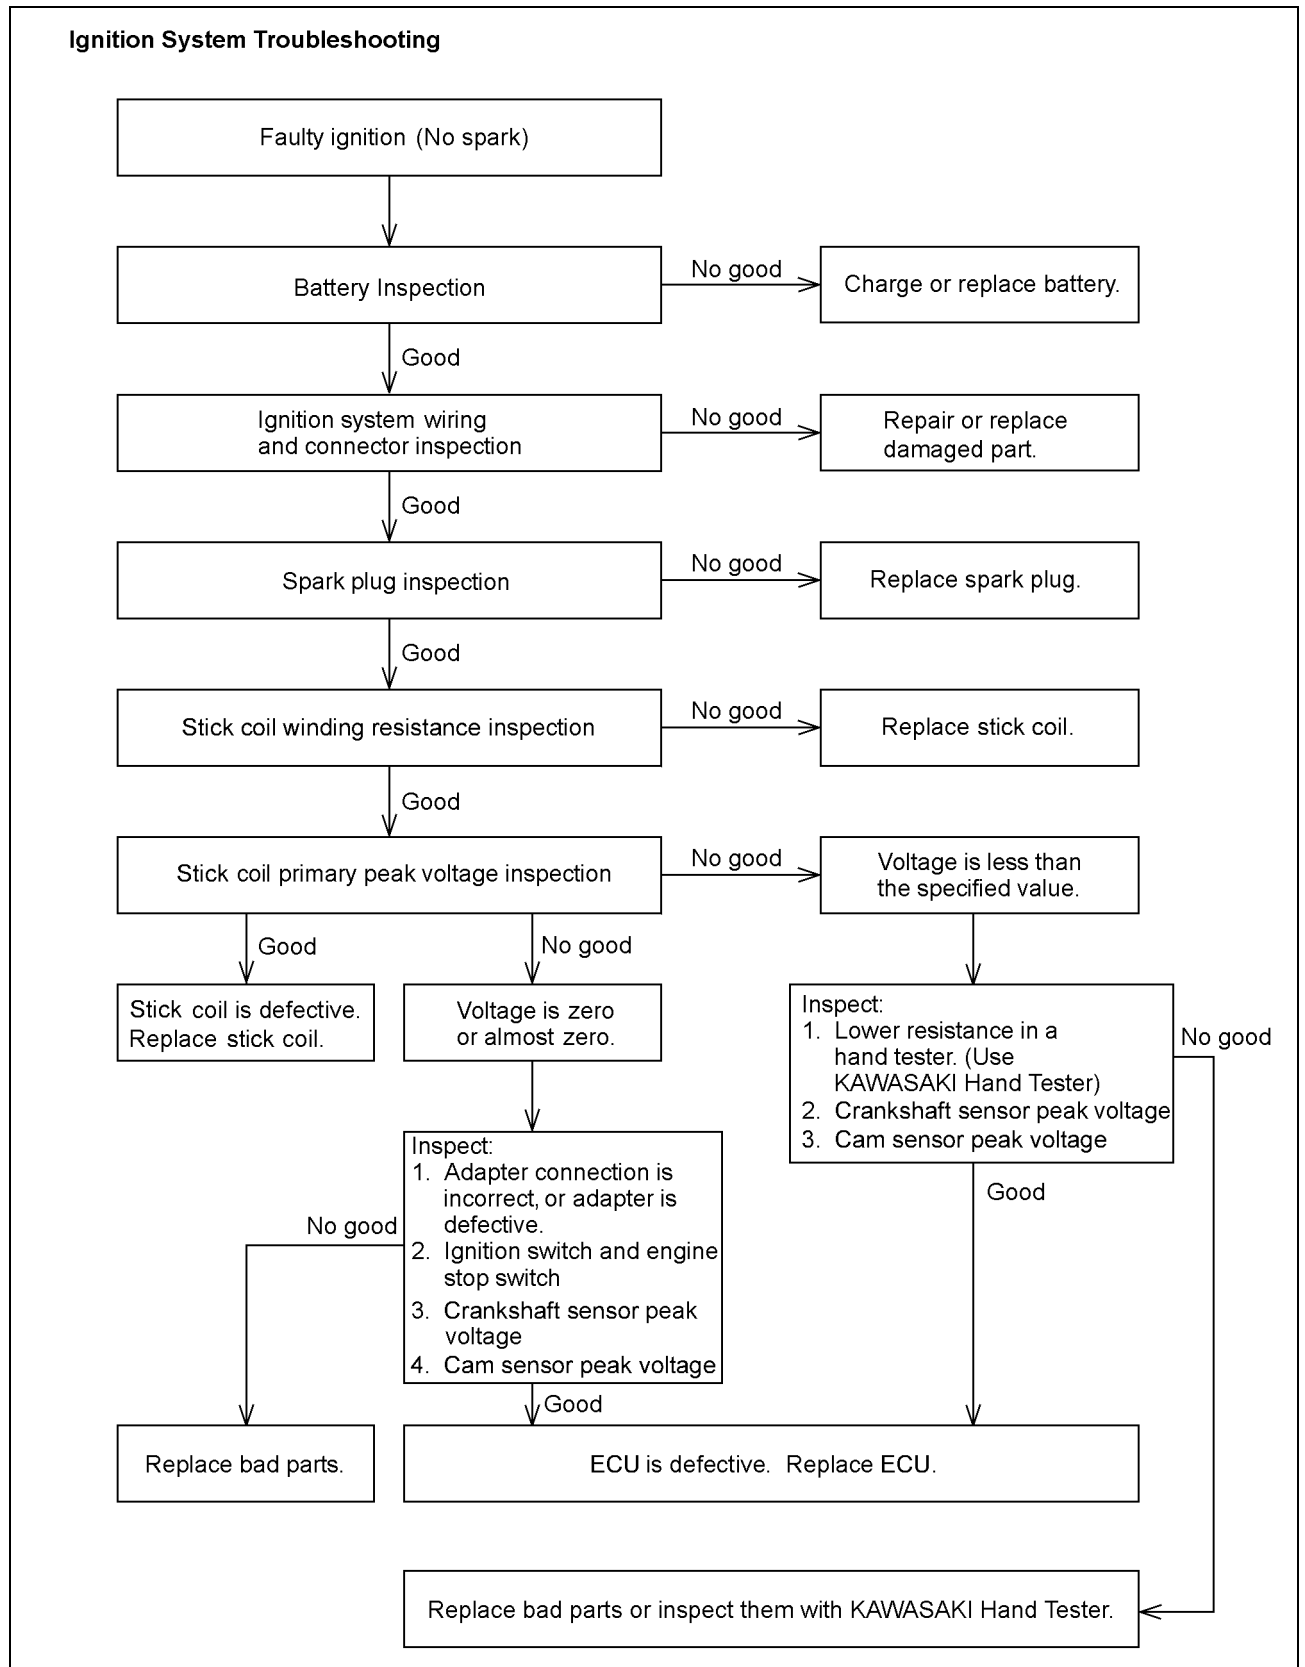 Ignition System Troubleshooting
Faulty ignition (No spark)
Battery Inspection
No good
Charge or replace battery.
Good
Ignition system wiring
and connector inspection
No good
Repair or replace
damaged part.
Good
Spark plug inspection
No good
Replace spark plug.
Good
Stick coil winding resistance inspection
No good
Replace stick coil.
Good
Stick coil primary peak voltage inspection
No good
Voltage is less than
the specified value.
Good
No good
Stick coil is defective.
Replace stick coil.
Voltage is zero
or almost zero.
Inspect:
1. Lower resistance in a
hand tester. (Use
KAWASAKI Hand Tester)
2. Crankshaft sensor peak voltage
3. Cam sensor peak voltage
No good
Good
Inspect:
1. Adapter connection is
incorrect, or adapter is
defective.
2. Ignition switch and engine
stop switch
3. Crankshaft sensor peak
voltage
4. Cam sensor peak voltage
No good
Good
Replace bad parts.
ECU is defective. Replace ECU.
Replace bad parts or inspect them with KAWASAKI Hand Tester.